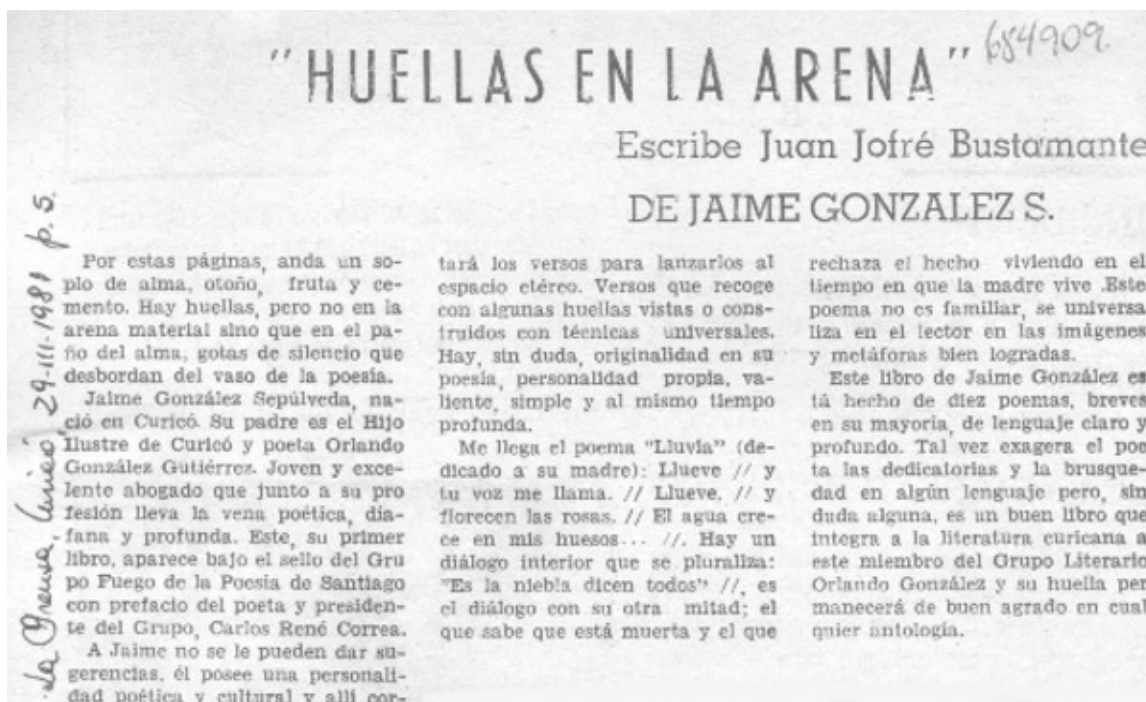 "HUELLAS EN LA ARENA"
684909.
Escribe Juan Jofré Bustamante
DE JAIME GONZALEZ S.
La Prensa, Curicó, 29-III-1981 p. 5.
Por estas páginas, anda un so-
plo de alma, otoño, fruta y ce-
mento. Hay huellas, pero no en la
arena material sino que en el pa-
ño del alma, gotas de silencio que
desbordan del vaso de la poesía.
Jaime González Sepúlveda, na-
ció en Curicó. Su padre es el Hijo
Ilustre de Curicó y poeta Orlando
González Gutiérrez. Joven y exce-
lente abogado que junto a su pro
fesión lleva la vena poética, diá-
fana y profunda. Este, su primer
libro, aparece bajo el sello del Gru
po Fuego de la Poesía de Santiago
con prefacio del poeta y presiden-
te del Grupo, Carlos René Correa.
A Jaime no se le pueden dar su-
gerencias, él posee una personali-
dad poética y cultural y allí cor-
tará los versos para lanzarlos al
espacio etéreo. Versos que recoge
con algunas huellas vistas o cons-
truidos con técnicas universales.
Hay, sin duda, originalidad en su
poesía, personalidad propia, va-
liente, simple y al mismo tiempo
profunda.
Me llega el poema "Lluvia" (de-
dicado a su madre): Llueve // y
tu voz me llama. // Llueve. // y
florecen las rosas. // El agua cre-
ce en mis huesos... //. Hay un
diálogo interior que se pluraliza:
"Es la niebla dicen todos" //, es
el diálogo con su otra mitad; el
que sabe que está muerta y el que
rechaza el hecho viviendo en el
tiempo en que la madre vive .Este
poema no es familiar, se universa
liza en el lector en las imágenes
y metáforas bien logradas.
Este libro de Jaime González es
tá hecho de diez poemas, breves
en su mayoría, de lenguaje claro y
profundo. Tal vez exagera el poe
ta las dedicatorias y la brusque-
dad en algún lenguaje pero, sin
duda alguna, es un buen libro que
integra a la literatura curicana a
este miembro del Grupo Literario
Orlando González y su huella per
manecerá de buen agrado en cual
quier antología.